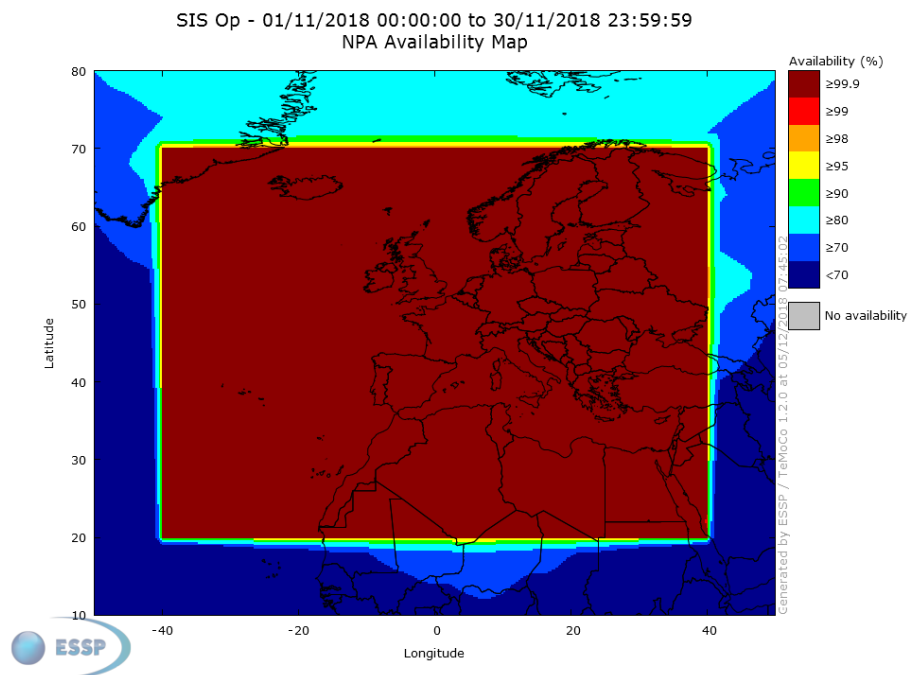 SIS Op - 01/11/2018 00:00:00 to 30/11/2018 23:59:59
NPA Availability Map
Availability (%)
≥99.9
≥99
≥98
≥95
≥90
≥80
≥70
<70
No availability
Generated by ESSP / TeMoCo 1.2.0 at 05/12/2018 07:45:02
Latitude
80
70
60
50
40
30
20
10
-40 -20 0 20 40
Longitude
ESSP